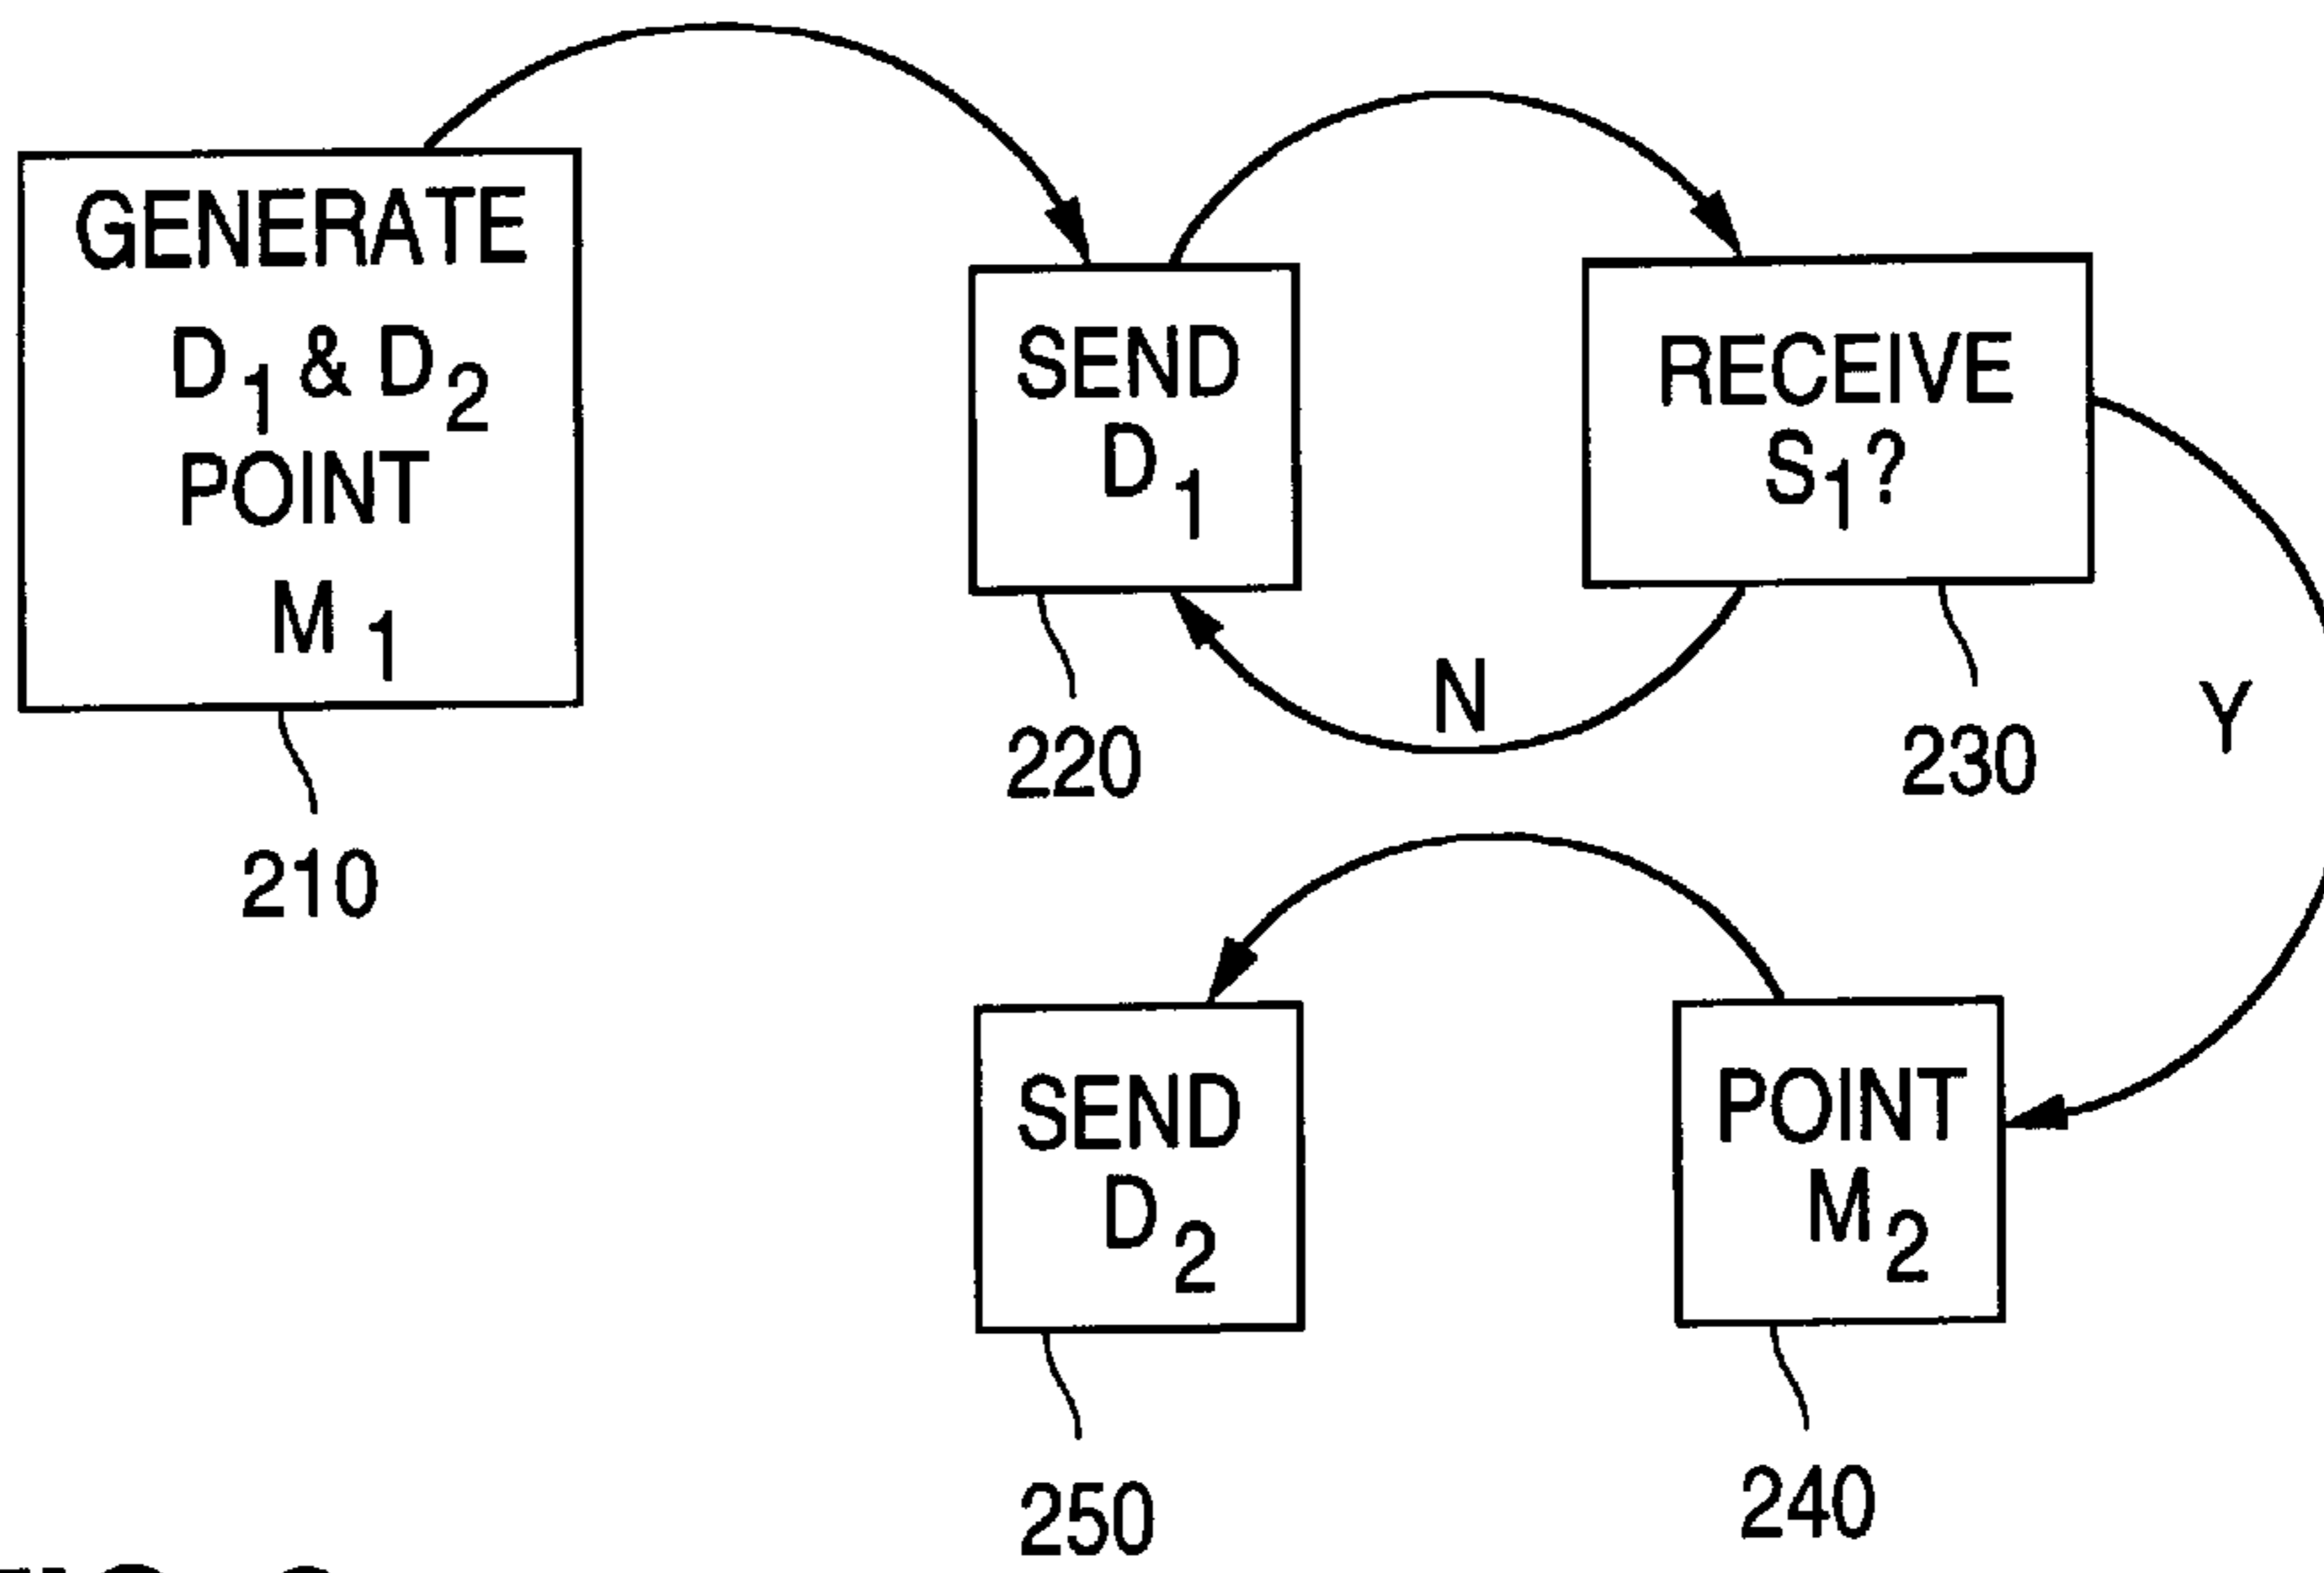 GENERATE
D1 & D2
POINT
M1
210
SEND
D1
220
RECEIVE
S1?
230
N
Y
SEND
D2
250
POINT
M2
240